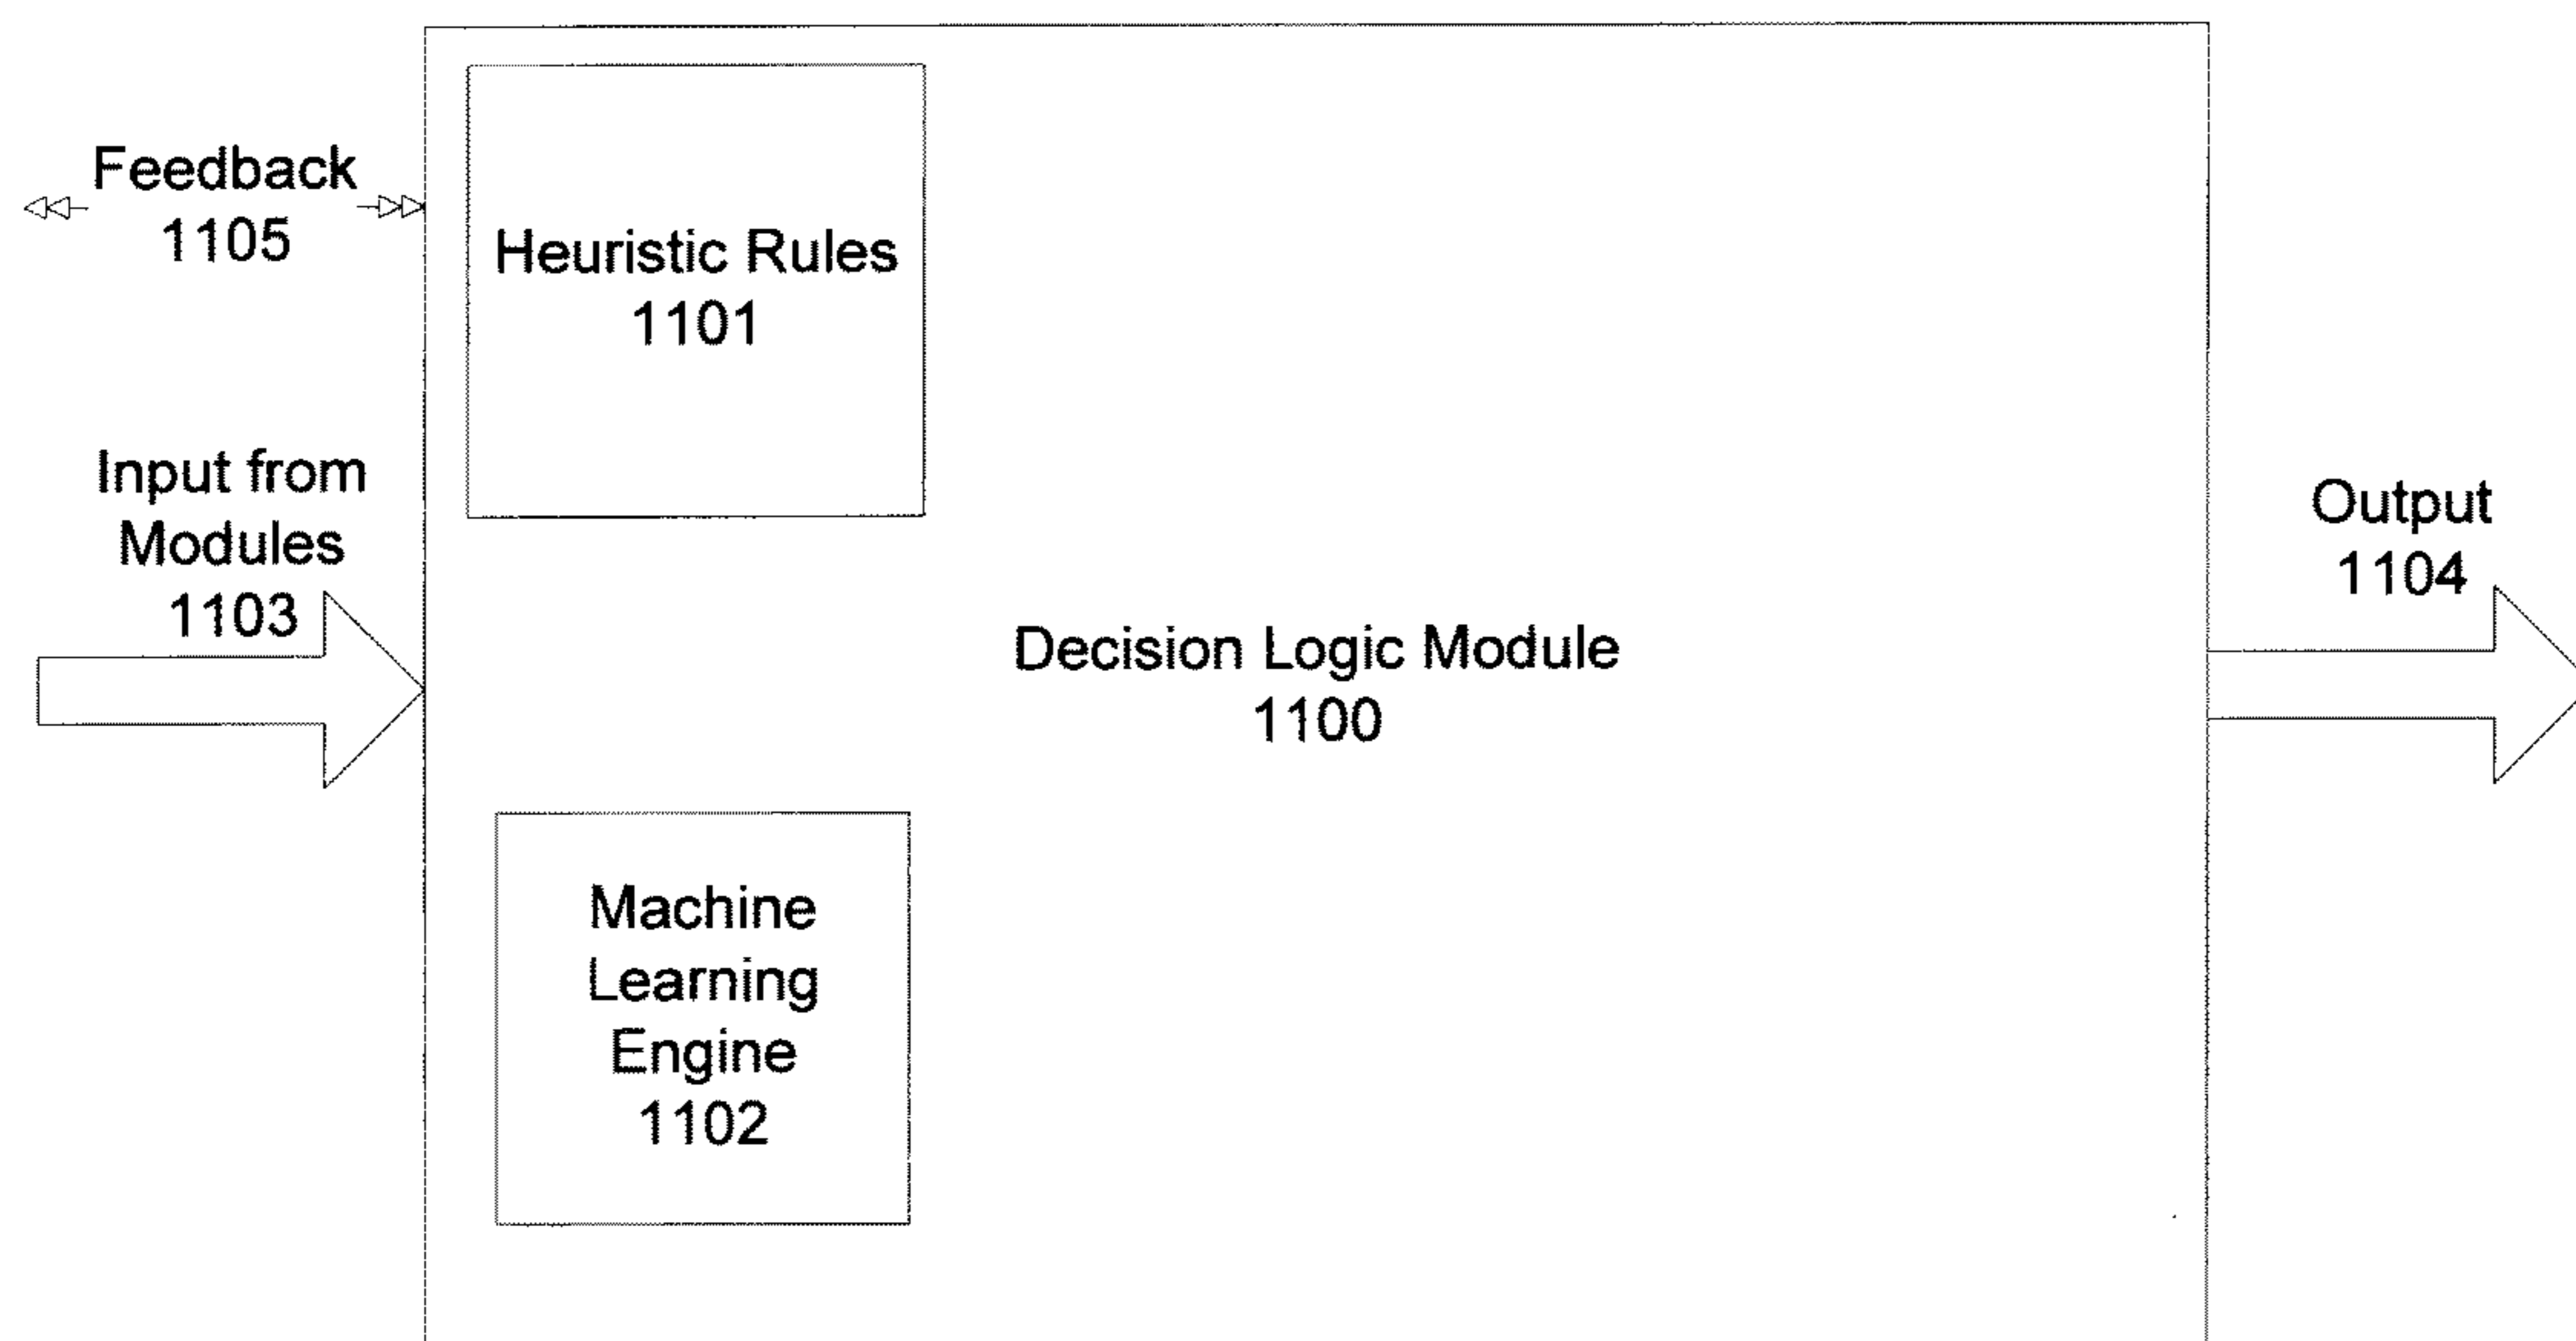 Feedback
1105
Heuristic Rules
1101
Input from
Modules
1103
Decision Logic Module
1100
Output
1104
Machine
Learning
Engine
1102